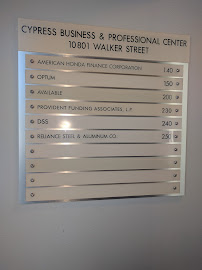 CYPRESS BUSINESS & PROFESSIONAL CENTER
10801 WALKER STREET
AMERICAN HONDA FINANCE CORPORATION 140
OPTUM 150
AVAILABLE 200
PROVIDENT FUNDING ASSOCIATES, L.P. 230
DSS 240
RELIANCE STEEL & ALUMINUM CO. 250